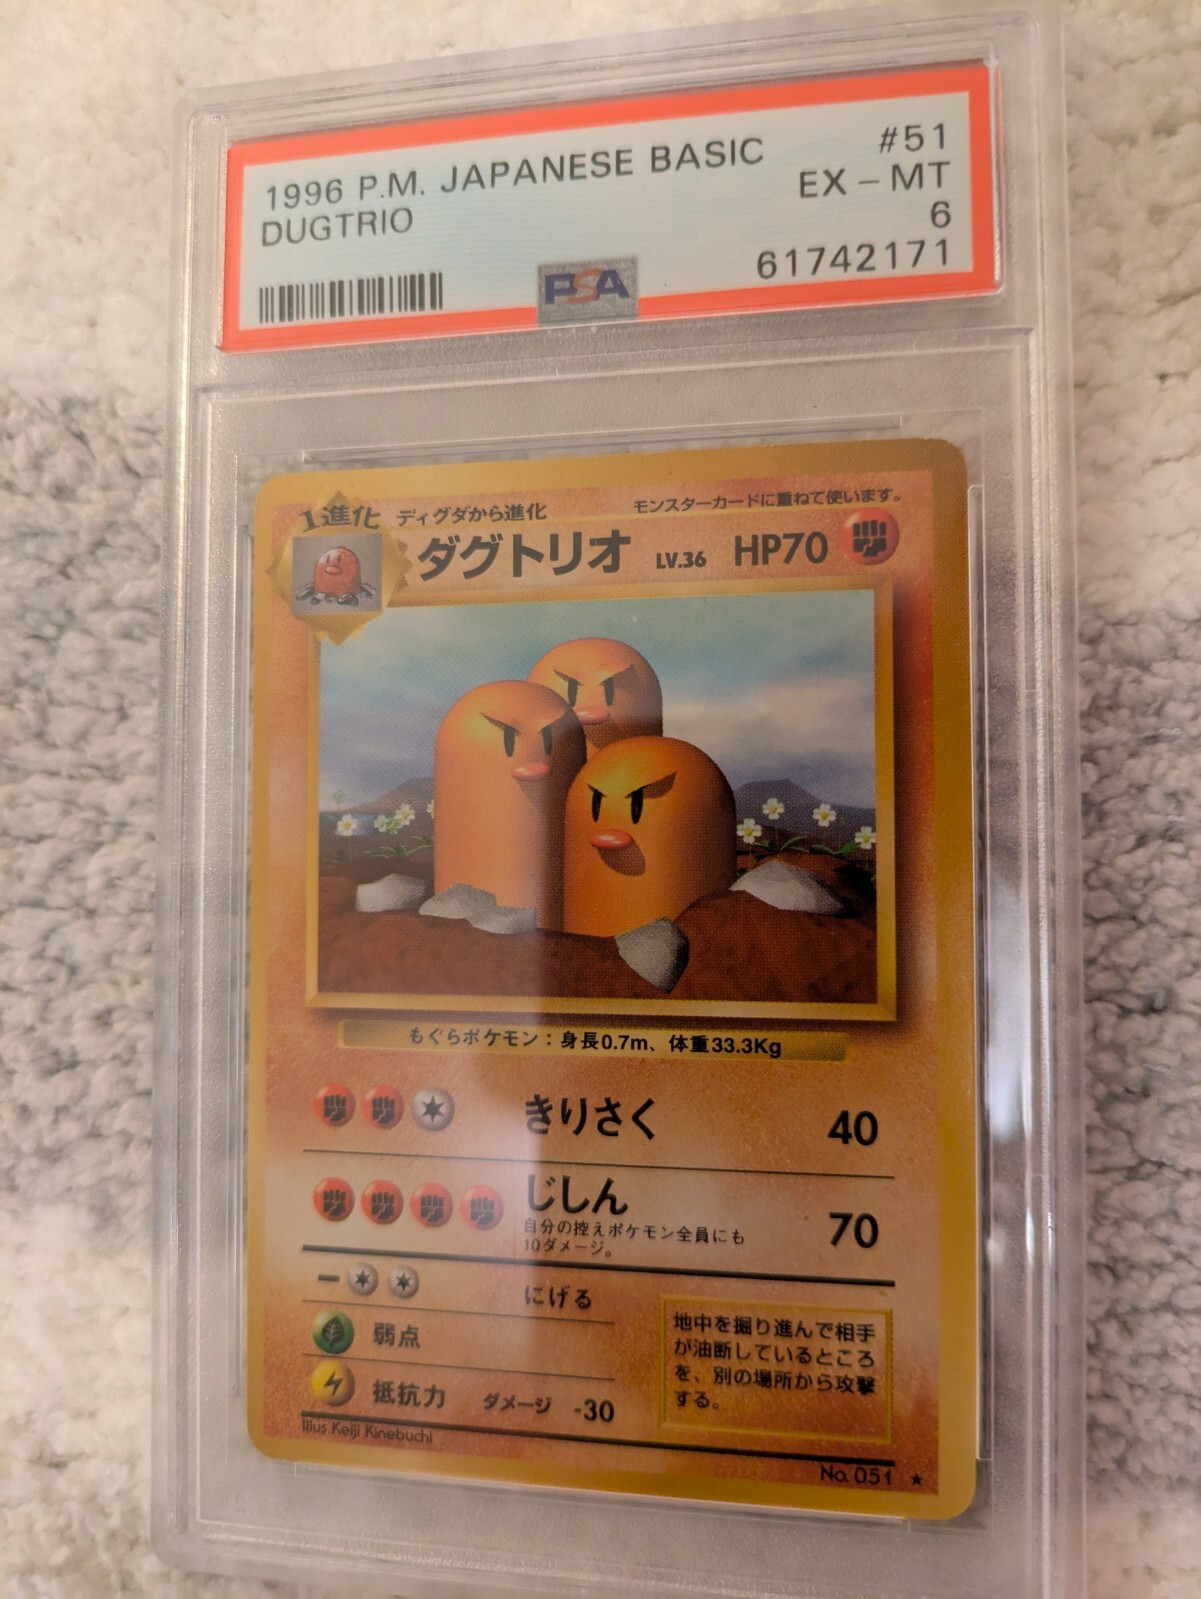 1996 P.M. JAPANESE BASIC #51
DUGTRIO EX - MT
6
PSA 61742171
1進化 ディグダから進化 モンスターカードに重ねて使います。
ダグトリオ LV.36 HP70
もぐらポケモン：身長0.7m、体重33.3Kg
きりさく 40
じしん 70
自分の控えポケモン全員にも
10ダメージ。
にげる
弱点
抵抗力 ダメージ -30
地中を掘り進んで相手
が油断しているところ
を、別の場所から攻撃
する。
Illus. Keiji Kinebuchi
No. 051 ★